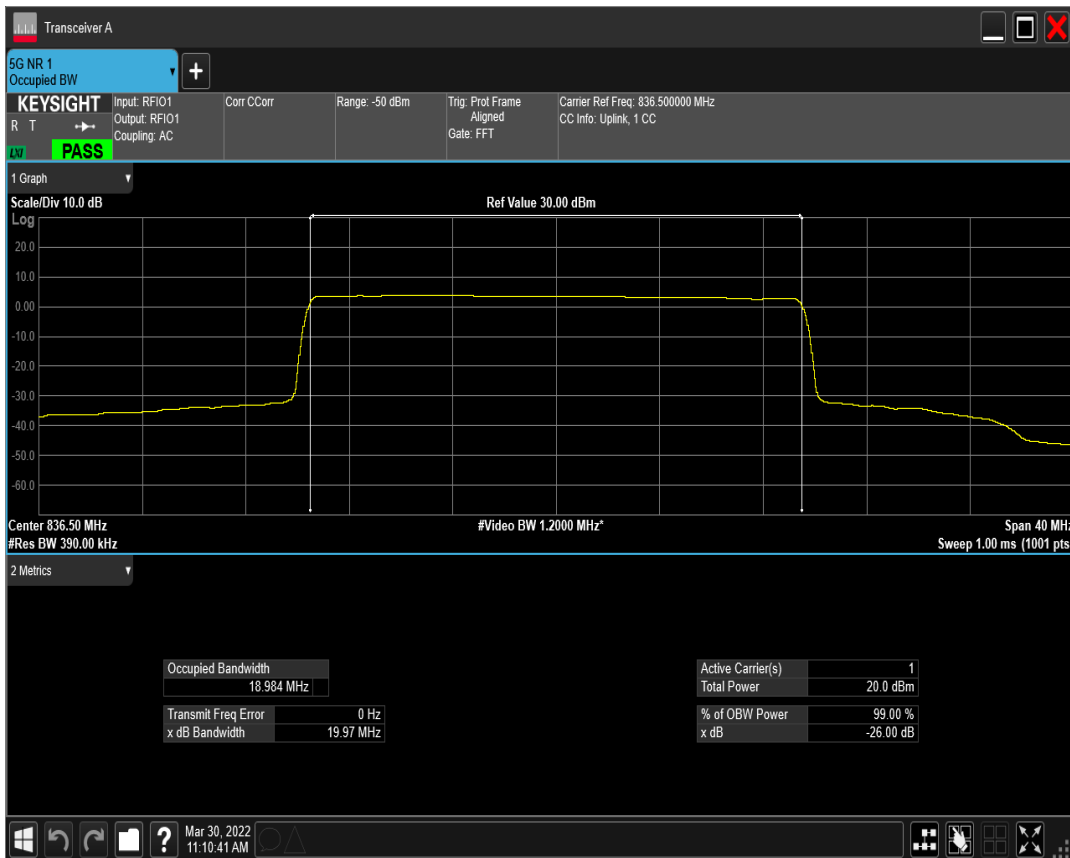 Transceiver A
5G NR 1
Occupied BW
+
KEYSIGHT
R T
LXI
PASS
Input: RFIO1
Output: RFIO1
Coupling: AC
Corr CCorr
Range: -50 dBm
Trig: Prot Frame
Aligned
Gate: FFT
Carrier Ref Freq: 836.500000 MHz
CC Info: Uplink, 1 CC
1 Graph
Scale/Div 10.0 dB
Ref Value 30.00 dBm
Log
20.0
10.0
0.00
-10.0
-20.0
-30.0
-40.0
-50.0
-60.0
Center 836.50 MHz
#Video BW 1.2000 MHz*
Span 40 MHz
#Res BW 390.00 kHz
Sweep 1.00 ms (1001 pts
2 Metrics
Occupied Bandwidth
18.984 MHz
Transmit Freq Error 0 Hz
x dB Bandwidth 19.97 MHz
Active Carrier(s) 1
Total Power 20.0 dBm
% of OBW Power 99.00 %
x dB -26.00 dB
?
Mar 30, 2022
11:10:41 AM